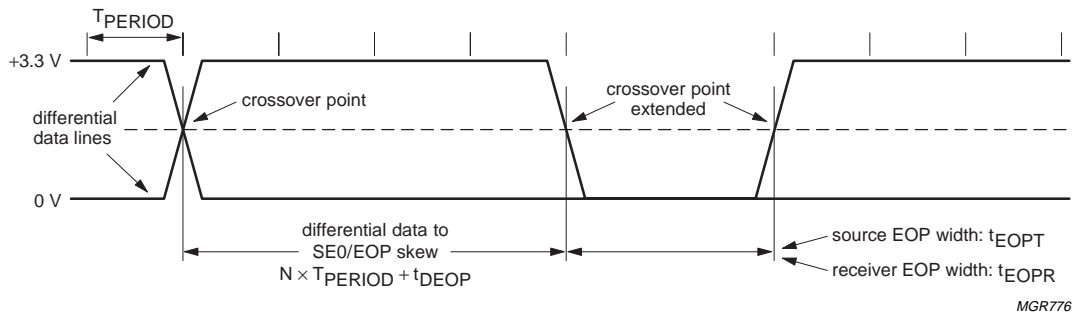 TPERIOD
+3.3 V
crossover point
crossover point
extended
differential
data lines
0 V
differential data to
SE0/EOP skew
N × TPERIOD + tDEOP
source EOP width: tEOPT
receiver EOP width: tEOPR
MGR776